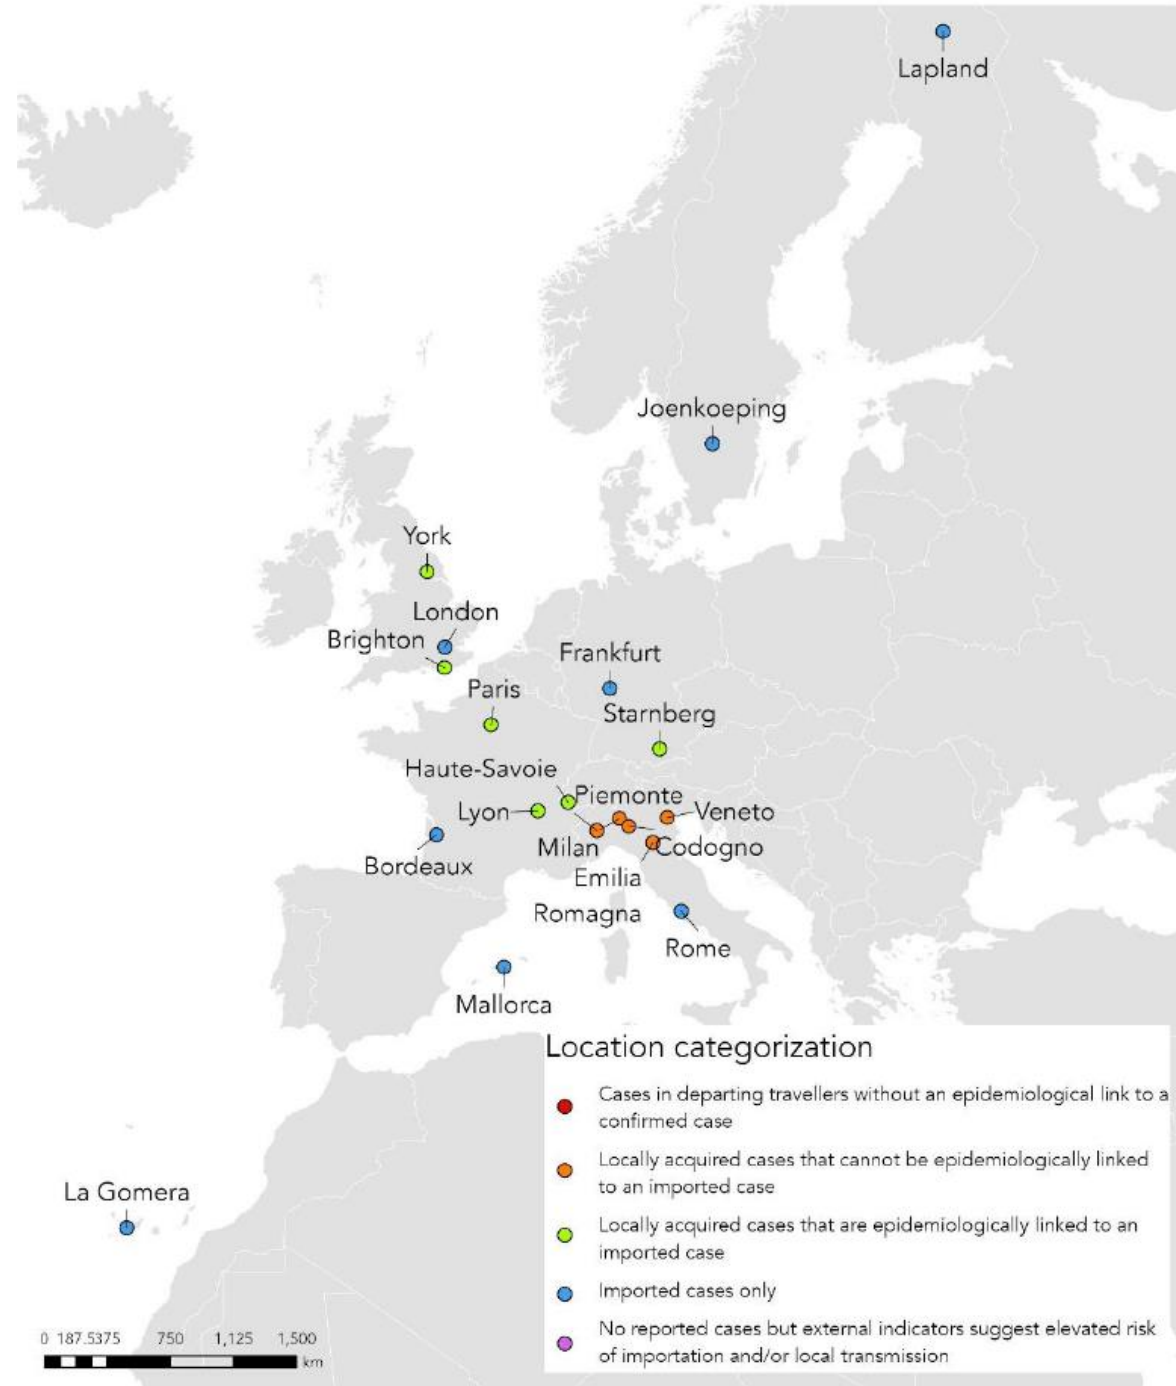 Lapland
Joenkoeping
York
London
Brighton
Frankfurt
Paris
Starnberg
Haute-Savoie
Piemonte
Veneto
Lyon
Milan
Codogno
Bordeaux
Emilia
Romagna
Rome
Mallorca
La Gomera
Location categorization
Cases in departing travellers without an epidemiological link to a
confirmed case
Locally acquired cases that cannot be epidemiologically linked
to an imported case
Locally acquired cases that are epidemiologically linked to an
imported case
Imported cases only
No reported cases but external indicators suggest elevated risk
of importation and/or local transmission
0 187.5375 750 1,125 1,500
km